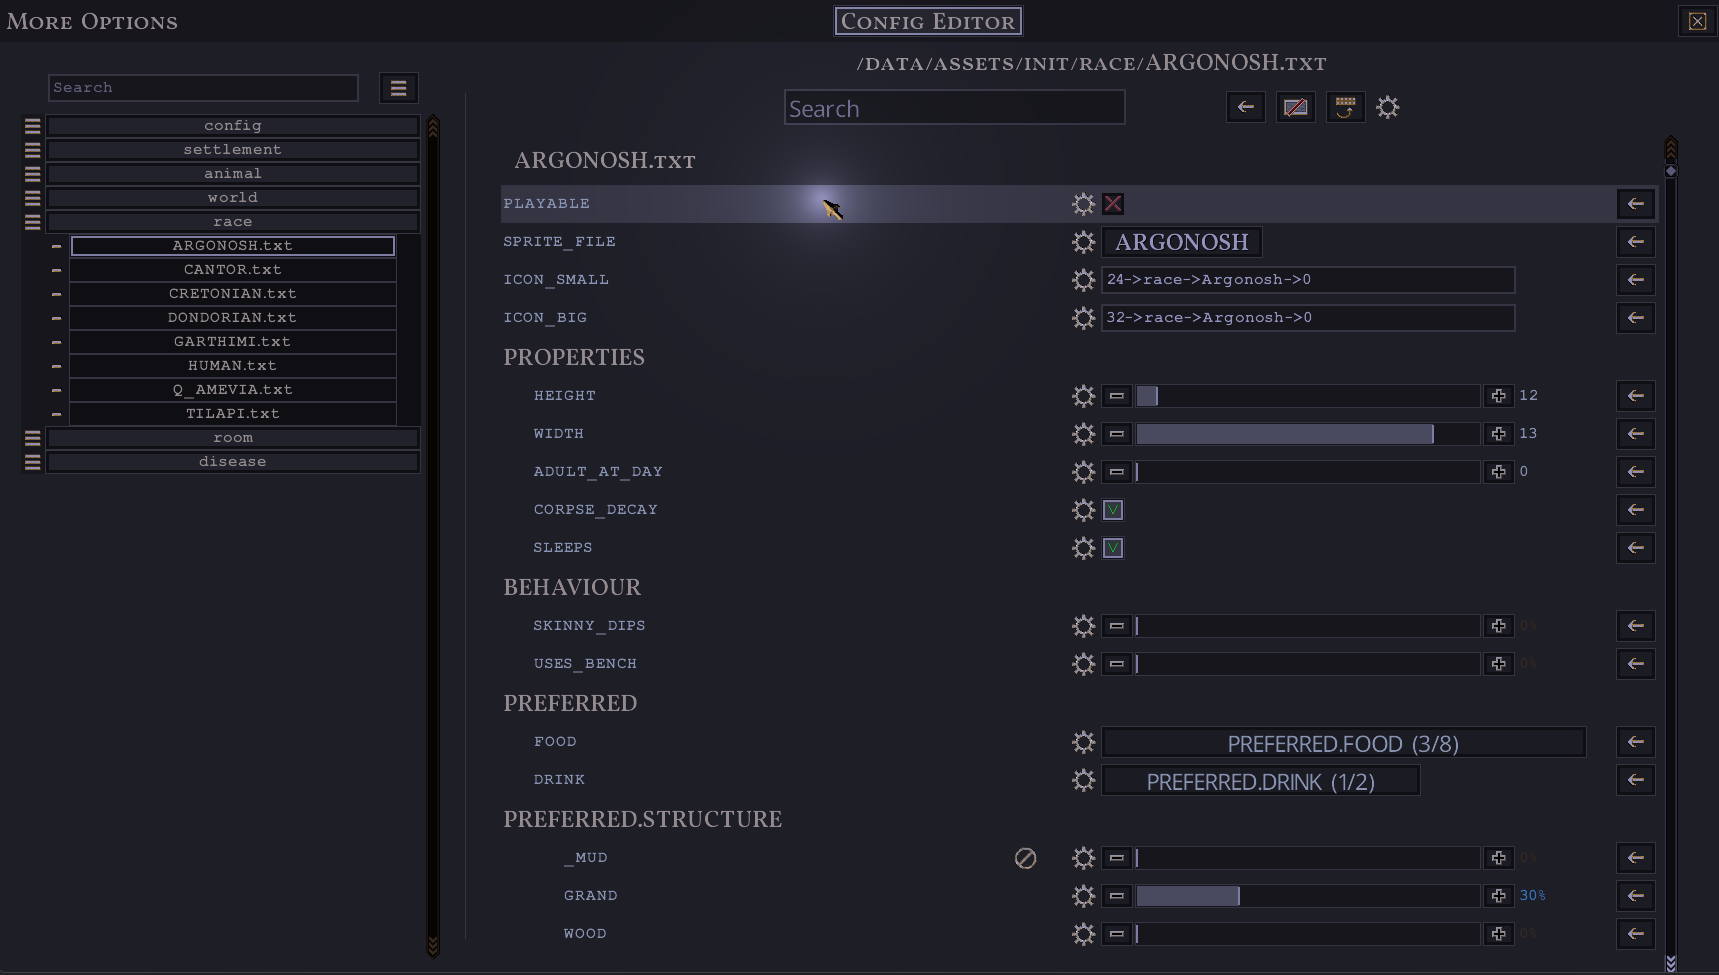 More Options
Config Editor
/DATA/ASSETS/INIT/RACE/ARGONOSH.TXT
Search
Search
config
settlement
animal
world
race
ARGONOSH.txt
CANTOR.txt
CRETONIAN.txt
DONDORIAN.txt
GARTHIMI.txt
HUMAN.txt
Q_AMEVIA.txt
TILAPI.txt
room
disease
ARGONOSH.TXT
PLAYABLE
SPRITE_FILE ARGONOSH
ICON_SMALL 24->race->Argonosh->0
ICON_BIG 32->race->Argonosh->0
PROPERTIES
HEIGHT 12
WIDTH 13
ADULT_AT_DAY 0
CORPSE_DECAY
SLEEPS
BEHAVIOUR
SKINNY_DIPS 0%
USES_BENCH 0%
PREFERRED
FOOD PREFERRED.FOOD (3/8)
DRINK PREFERRED.DRINK (1/2)
PREFERRED.STRUCTURE
_MUD 0%
GRAND 30%
WOOD 0%